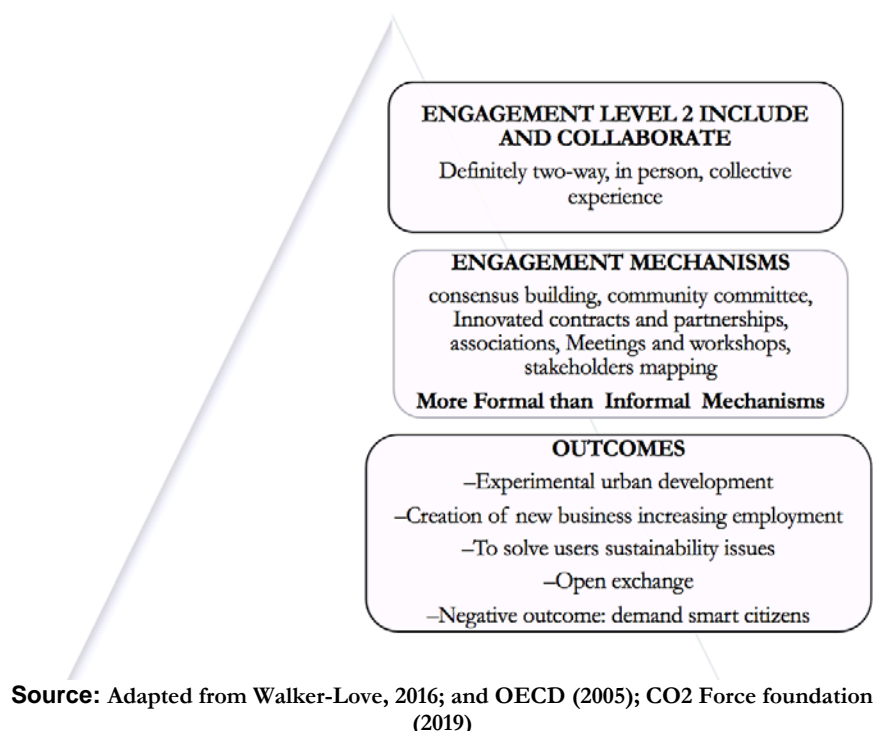 ENGAGEMENT LEVEL 2 INCLUDE
AND COLLABORATE
Definitely two-way, in person, collective
experience
ENGAGEMENT MECHANISMS
consensus building, community committee,
Innovated contracts and partnerships,
associations, Meetings and workshops,
stakeholders mapping
More Formal than Informal Mechanisms
OUTCOMES
–Experimental urban development
–Creation of new business increasing employment
–To solve users sustainability issues
–Open exchange
–Negative outcome: demand smart citizens
Source: Adapted from Walker-Love, 2016; and OECD (2005); CO2 Force foundation
(2019)